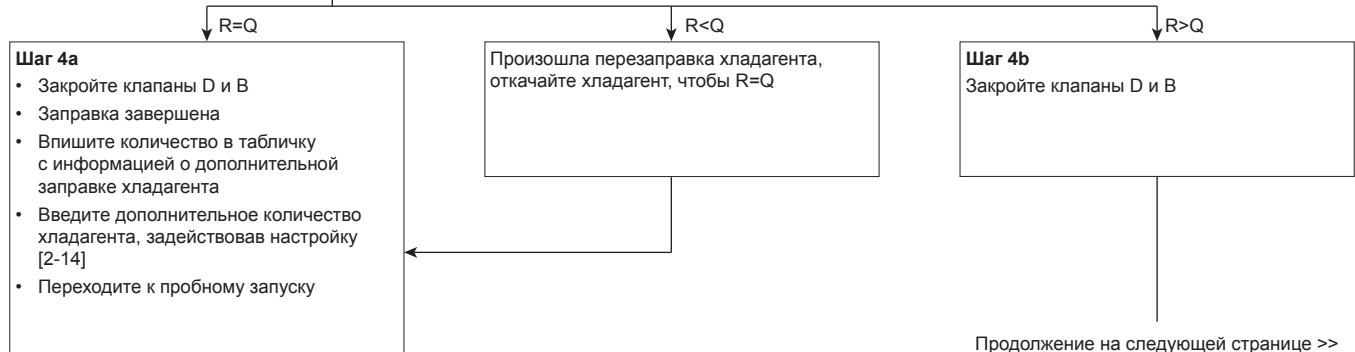 R=Q
R<Q
R>Q
Шаг 4a
• Закройте клапаны D и B
• Заправка завершена
• Впишите количество в табличку
с информацией о дополнительной
заправке хладагента
• Введите дополнительное количество
хладагента, задействовав настройку
[2-14]
• Переходите к пробному запуску
Произошла перезаправка хладагента,
откачайте хладагент, чтобы R=Q
Шаг 4b
Закройте клапаны D и B
Продолжение на следующей странице >>